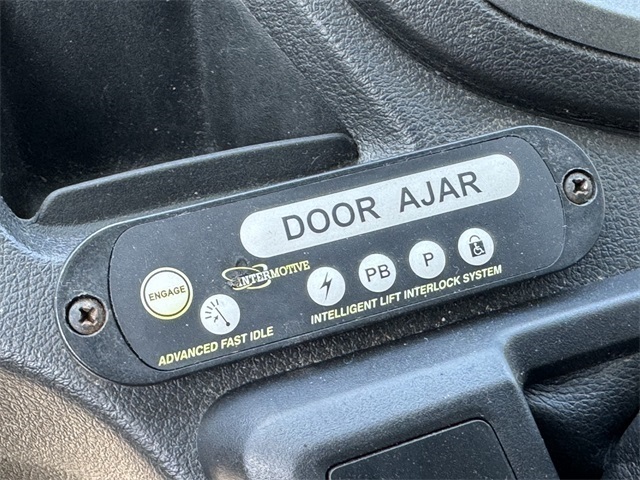 DOOR AJAR
INTERMOTIVE
ENGAGE
PB
P
ADVANCED FAST IDLE
INTELLIGENT LIFT INTERLOCK SYSTEM